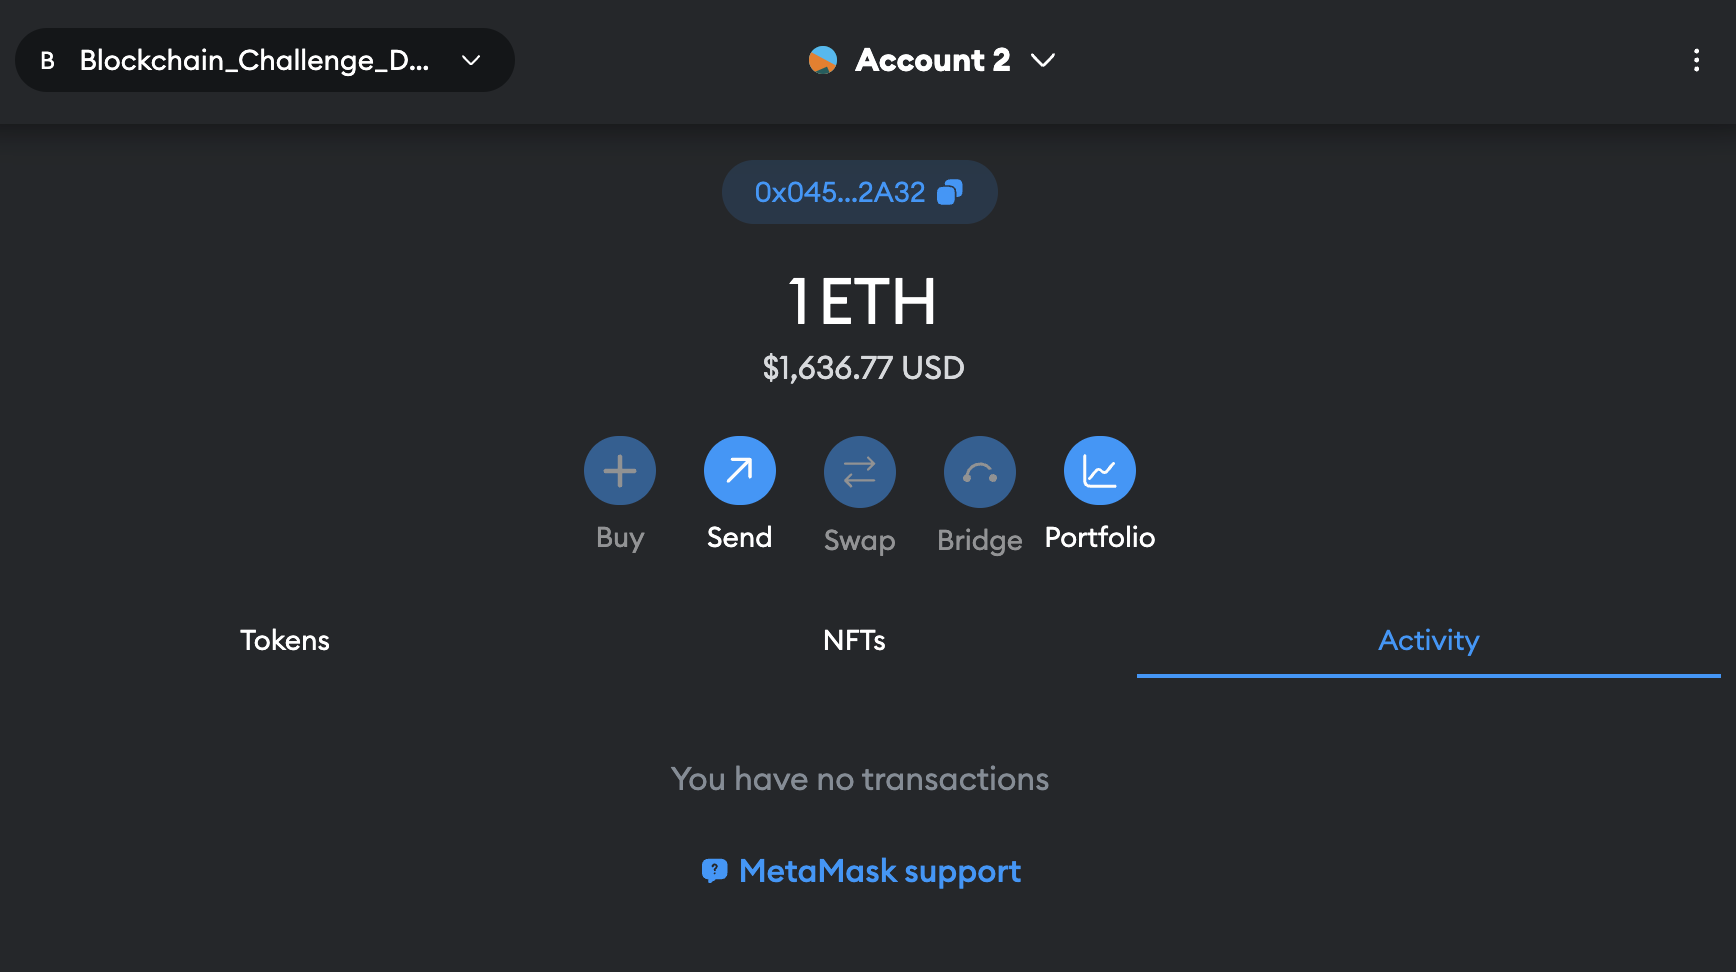 B Blockchain_Challenge_D...
Account 2
0x045...2A32
1 ETH
$1,636.77 USD
Buy
Send
Swap
Bridge
Portfolio
Tokens
NFTs
Activity
You have no transactions
? MetaMask support